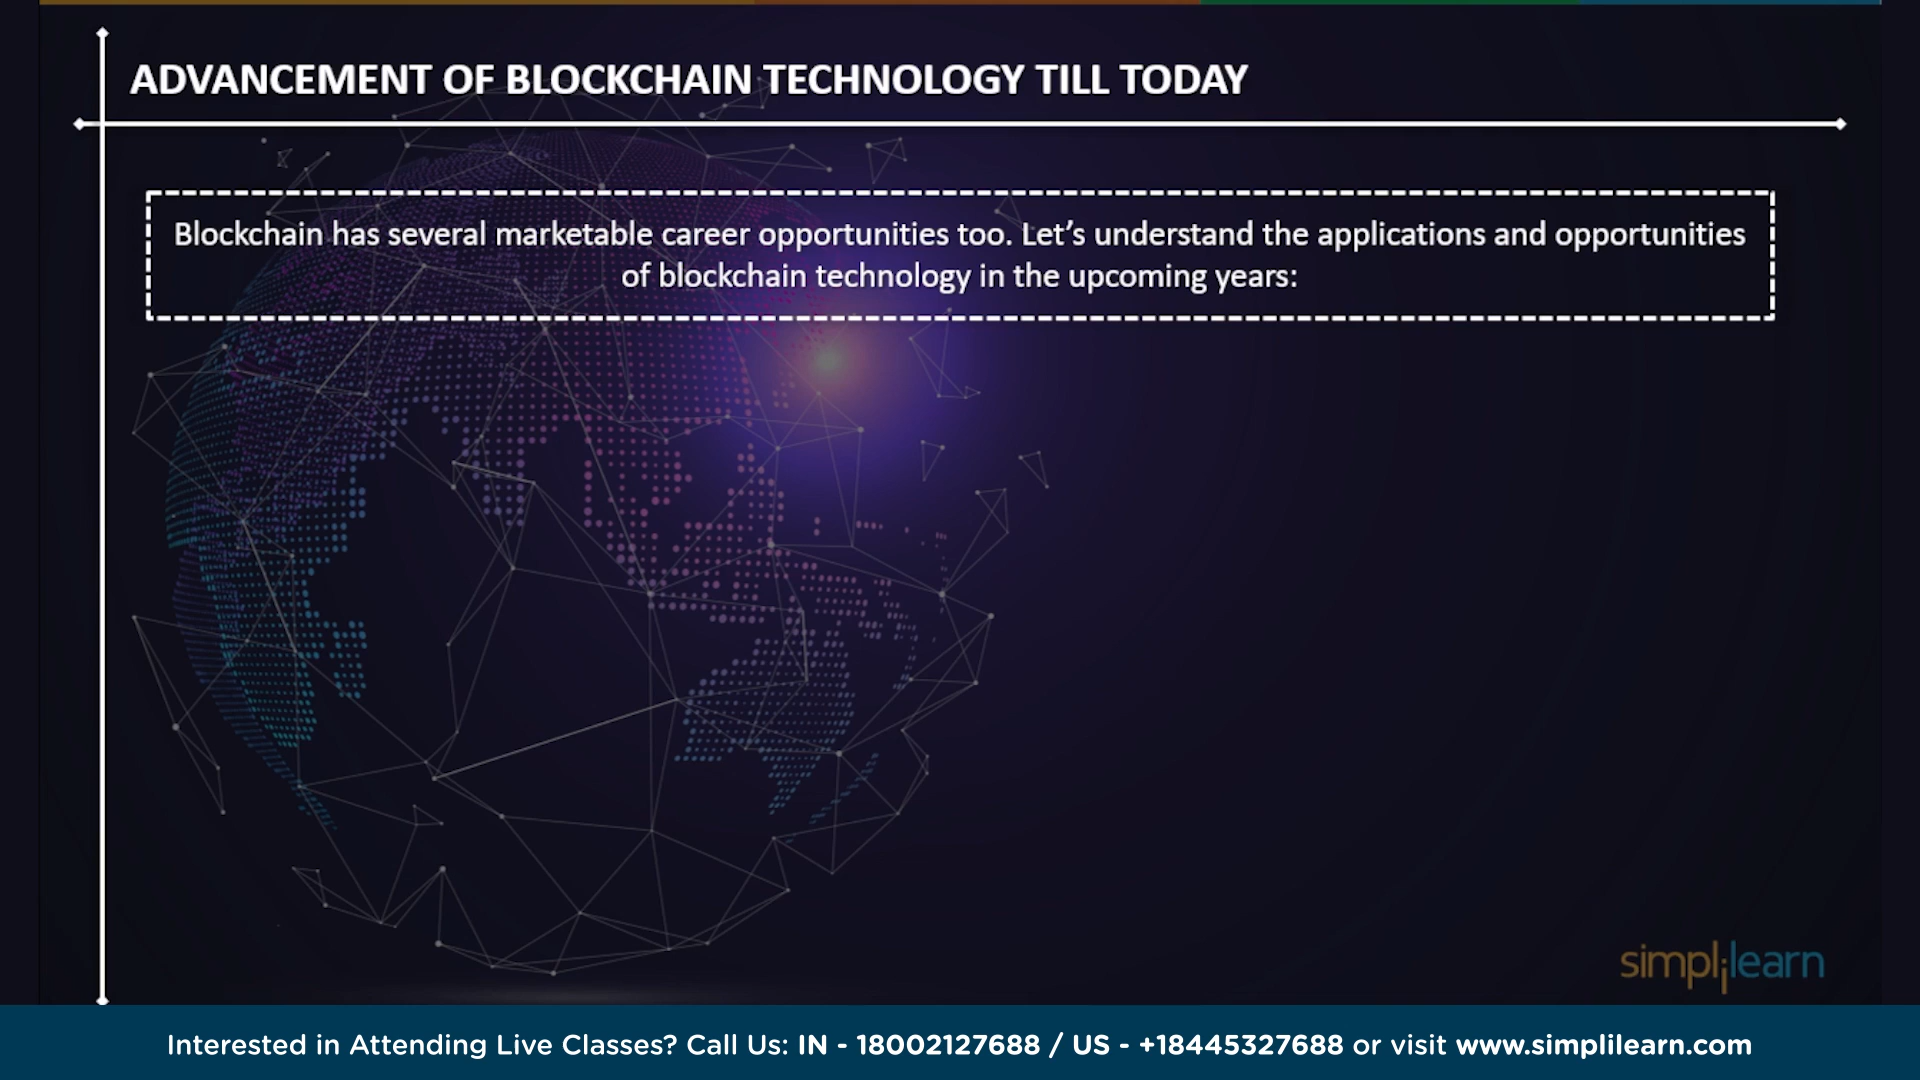 ADVANCEMENT OF BLOCKCHAIN TECHNOLOGY TILL TODAY
Blockchain has several marketable career opportunities too. Let’s understand the applications and opportunities
of blockchain technology in the upcoming years:
simplilearn
Interested in Attending Live Classes? Call Us: IN - 18002127688 / US - +18445327688 or visit www.simplilearn.com